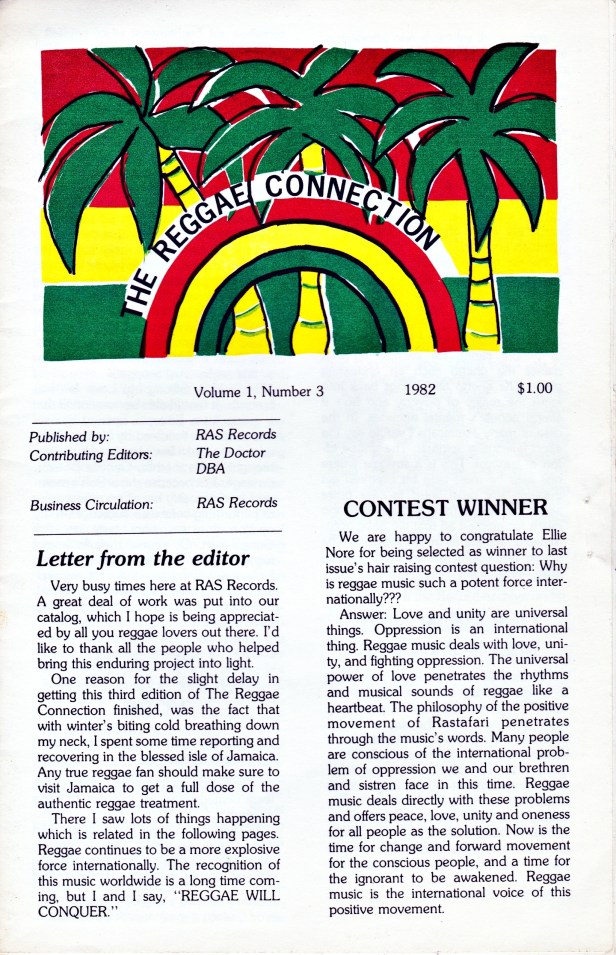 THE REGGAE CONNECTION
Volume 1, Number 3 1982 $1.00
Published by: RAS Records
Contributing Editors: The Doctor
DBA
Business Circulation: RAS Records
Letter from the editor
Very busy times here at RAS Records.
A great deal of work was put into our
catalog, which I hope is being appreciat-
ed by all you reggae lovers out there. I'd
like to thank all the people who helped
bring this enduring project into light.
One reason for the slight delay in
getting this third edition of The Reggae
Connection finished, was the fact that
with winter's biting cold breathing down
my neck, I spent some time reporting and
recovering in the blessed isle of Jamaica.
Any true reggae fan should make sure to
visit Jamaica to get a full dose of the
authentic reggae treatment.
There I saw lots of things happening
which is related in the following pages.
Reggae continues to be a more explosive
force internationally. The recognition of
this music worldwide is a long time com-
ing, but I and I say, "REGGAE WILL
CONQUER."
CONTEST WINNER
We are happy to congratulate Ellie
Nore for being selected as winner to last
issue's hair raising contest question: Why
is reggae music such a potent force inter-
nationally???
Answer: Love and unity are universal
things. Oppression is an international
thing. Reggae music deals with love, uni-
ty, and fighting oppression. The universal
power of love penetrates the rhythms
and musical sounds of reggae like a
heartbeat. The philosophy of the positive
movement of Rastafari penetrates
through the music's words. Many people
are conscious of the international prob-
lem of oppression we and our brethren
and sistren face in this time. Reggae
music deals directly with these problems
and offers peace, love, unity and oneness
for all people as the solution. Now is the
time for change and forward movement
for the conscious people, and a time for
the ignorant to be awakened. Reggae
music is the international voice of this
positive movement.